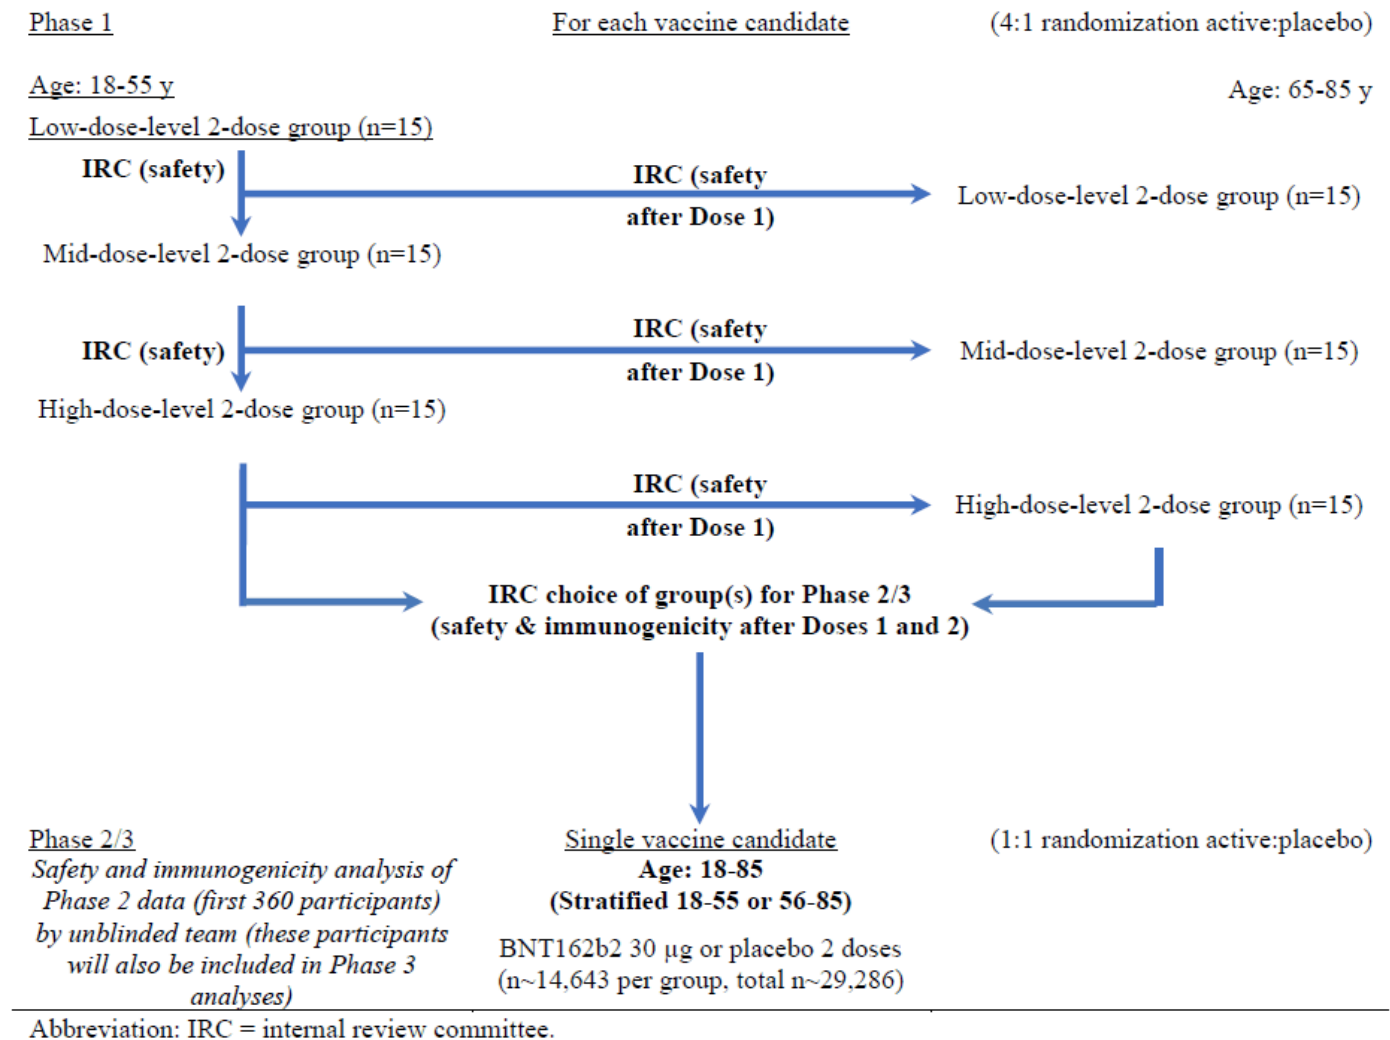 Phase 1
For each vaccine candidate
(4:1 randomization active:placebo)
Age: 18-55 y
Age: 65-85 y
Low-dose-level 2-dose group (n=15)
IRC (safety)
IRC (safety
after Dose 1)
Low-dose-level 2-dose group (n=15)
Mid-dose-level 2-dose group (n=15)
IRC (safety)
IRC (safety
after Dose 1)
Mid-dose-level 2-dose group (n=15)
High-dose-level 2-dose group (n=15)
IRC (safety
after Dose 1)
High-dose-level 2-dose group (n=15)
IRC choice of group(s) for Phase 2/3
(safety & immunogenicity after Doses 1 and 2)
Phase 2/3
Safety and immunogenicity analysis of
Phase 2 data (first 360 participants)
by unblinded team (these participants
will also be included in Phase 3
analyses)
Single vaccine candidate
Age: 18-85
(Stratified 18-55 or 56-85)
BNT162b2 30 µg or placebo 2 doses
(n~14,643 per group, total n~29,286)
(1:1 randomization active:placebo)
Abbreviation: IRC = internal review committee.